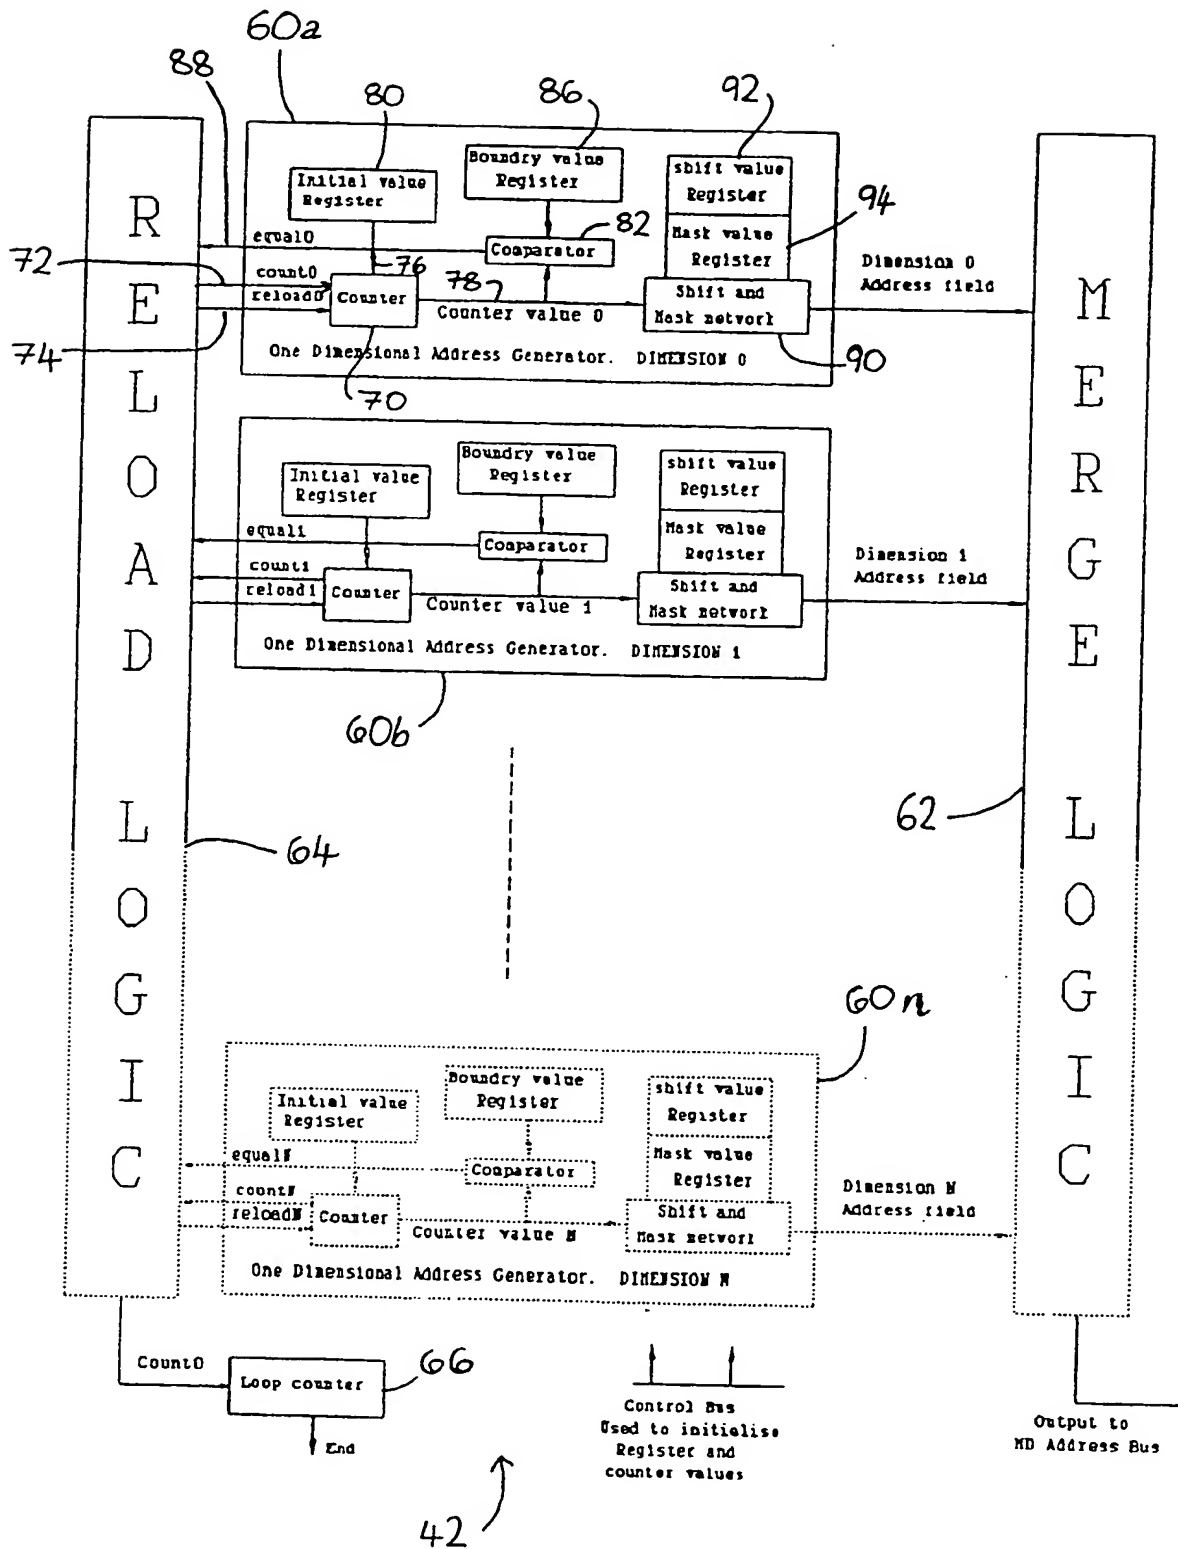 60a
88
80
86
92
Boundry value
Register
shift value
Register
Initial value
Register
94
82
Mask value
Register
equal0
Comparator
72
76
count0
reload0
Counter
78
Counter value 0
Shift and
Mask network
Dimension 0
Address field
74
One Dimensional Address Generator. DIMENSION 0
90
70
RELOAD LOGIC
MERGE LOGIC
Boundry value
Register
shift value
Register
Initial value
Register
Mask value
Register
equal1
Comparator
count1
reload1
Counter
Counter value 1
Shift and
Mask network
Dimension 1
Address field
One Dimensional Address Generator. DIMENSION 1
60b
62
64
60n
Boundry value
Register
shift value
Register
Initial value
Register
Mask value
Register
equalN
Comparator
countN
reloadN
Counter
Counter value N
Shift and
Mask network
Dimension N
Address field
One Dimensional Address Generator. DIMENSION N
Count0
Loop counter
66
End
Control Bus
Used to initialise
Register and
counter values
Output to
MD Address Bus
42